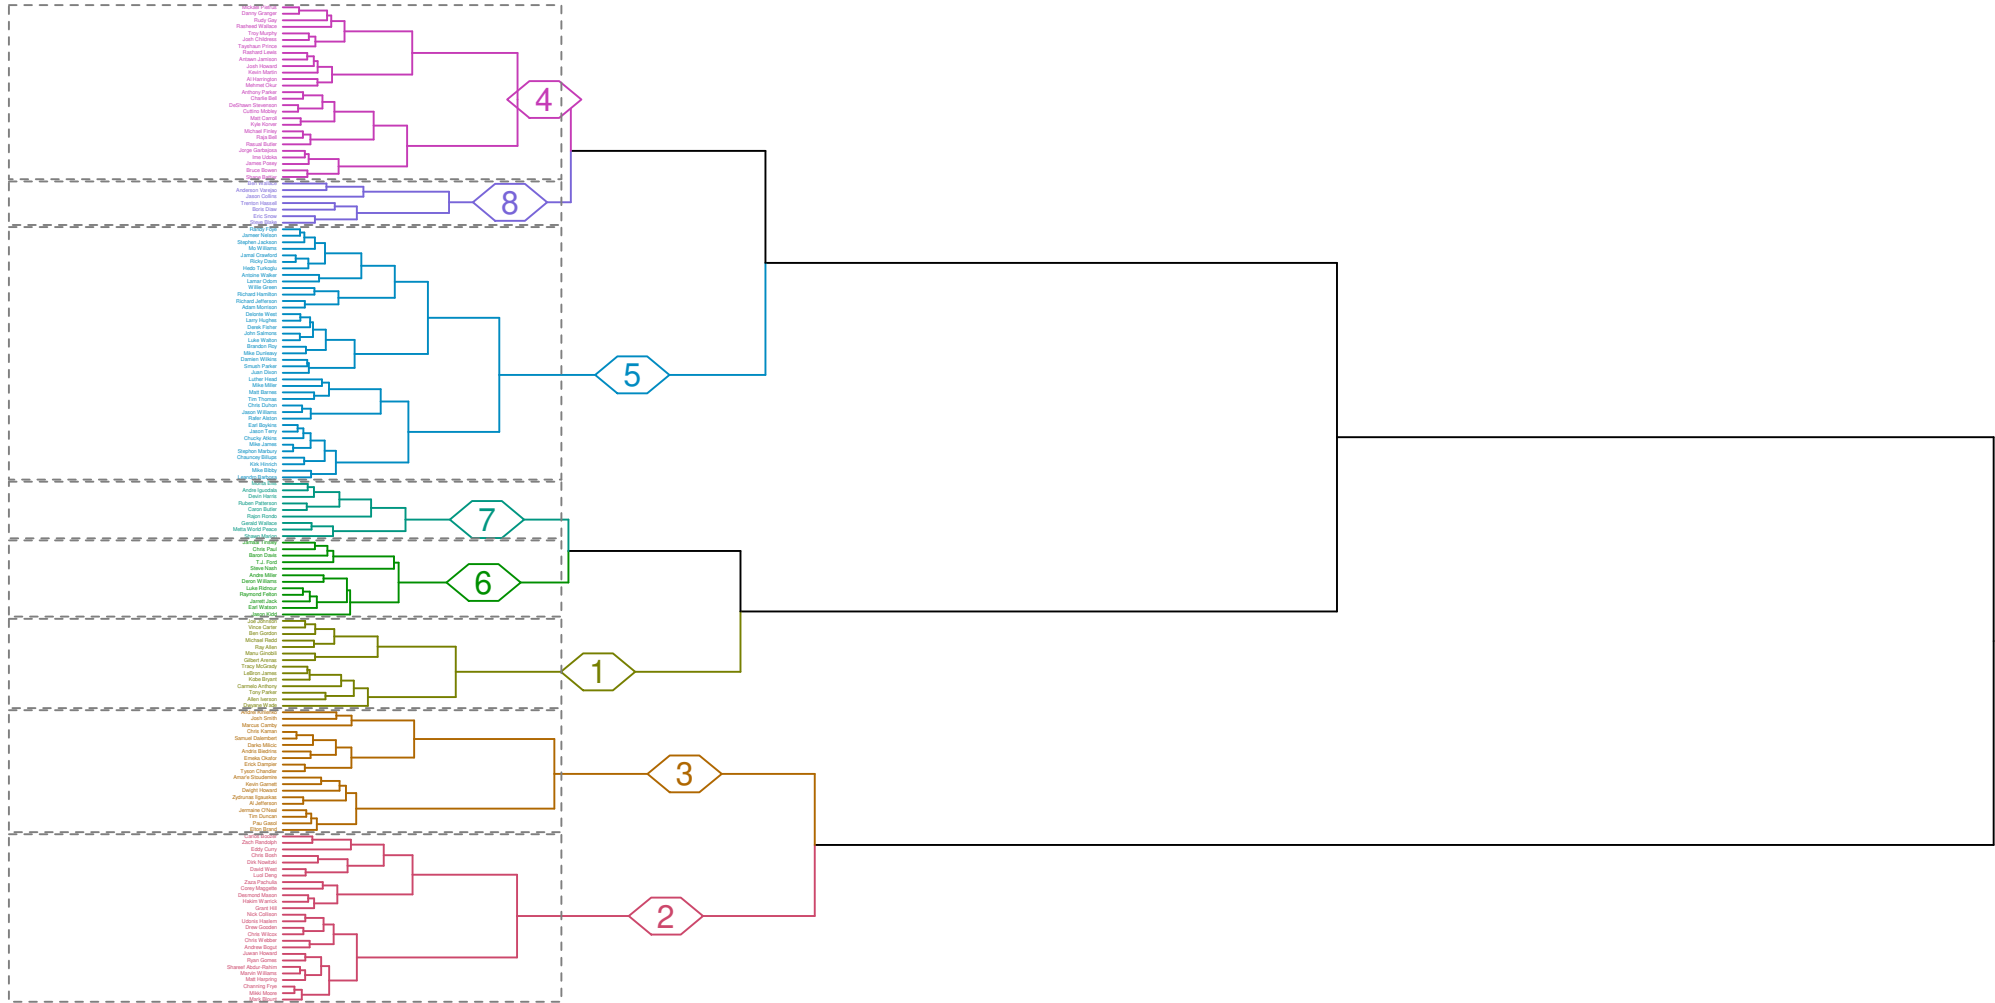 Danny Granger
Rudy Gay
Rasheed Wallace
Troy Murphy
Josh Childress
Tayshaun Prince
Rashard Lewis
Antawn Jamison
Josh Howard
Kevin Martin
Al Harrington
Mehmet Okur
Anthony Parker
Charlie Bell
DeShawn Stevenson
Cuttino Mobley
Matt Carroll
Kyle Korver
Michael Finley
Raja Bell
Rasual Butler
Jorge Garbajosa
Ime Udoka
James Posey
Bruce Bowen
4
Anderson Varejao
Jason Collins
Trenton Hassell
Boris Diaw
Eric Snow
8
Jameer Nelson
Stephen Jackson
Mo Williams
Jamal Crawford
Ricky Davis
Hedo Turkoglu
Antoine Walker
Lamar Odom
Willie Green
Richard Hamilton
Richard Jefferson
Adam Morrison
Delonte West
Larry Hughes
Derek Fisher
John Salmons
Luke Walton
Brandon Roy
Mike Dunleavy
Damien Wilkins
Smush Parker
Juan Dixon
Luther Head
Mike Miller
Matt Barnes
Tim Thomas
Chris Duhon
Jason Williams
Rafer Alston
Earl Boykins
Jason Terry
Chucky Atkins
Mike James
Stephon Marbury
Chauncey Billups
Kirk Hinrich
Mike Bibby
5
Andre Iguodala
Devin Harris
Ruben Patterson
Caron Butler
Rajon Rondo
Gerald Wallace
Metta World Peace
Shawn Marion
7
Chris Paul
Baron Davis
T.J. Ford
Steve Nash
Andre Miller
Deron Williams
Luke Ridnour
Raymond Felton
Jarrett Jack
Earl Watson
Jason Kidd
6
Joe Johnson
Vince Carter
Ben Gordon
Michael Redd
Ray Allen
Manu Ginobili
Gilbert Arenas
Tracy McGrady
LeBron James
Kobe Bryant
Carmelo Anthony
Tony Parker
Allen Iverson
Dwyane Wade
1
Josh Smith
Marcus Camby
Chris Kaman
Samuel Dalembert
Darko Milicic
Andris Biedrins
Emeka Okafor
Erick Dampier
Tyson Chandler
Amar'e Stoudemire
Kevin Garnett
Dwight Howard
Zydrunas Ilgauskas
Al Jefferson
Jermaine O'Neal
Tim Duncan
Pau Gasol
Elton Brand
3
Zach Randolph
Eddy Curry
Chris Bosh
Dirk Nowitzki
David West
Luol Deng
Zaza Pachulia
Corey Maggette
Desmond Mason
Hakim Warrick
Grant Hill
Nick Collison
Udonis Haslem
Drew Gooden
Chris Wilcox
Chris Webber
Andrew Bogut
Juwan Howard
Ryan Gomes
Shareef Abdur-Rahim
Marvin Williams
Matt Harpring
Channing Frye
Mikki Moore
Mark Blount
2